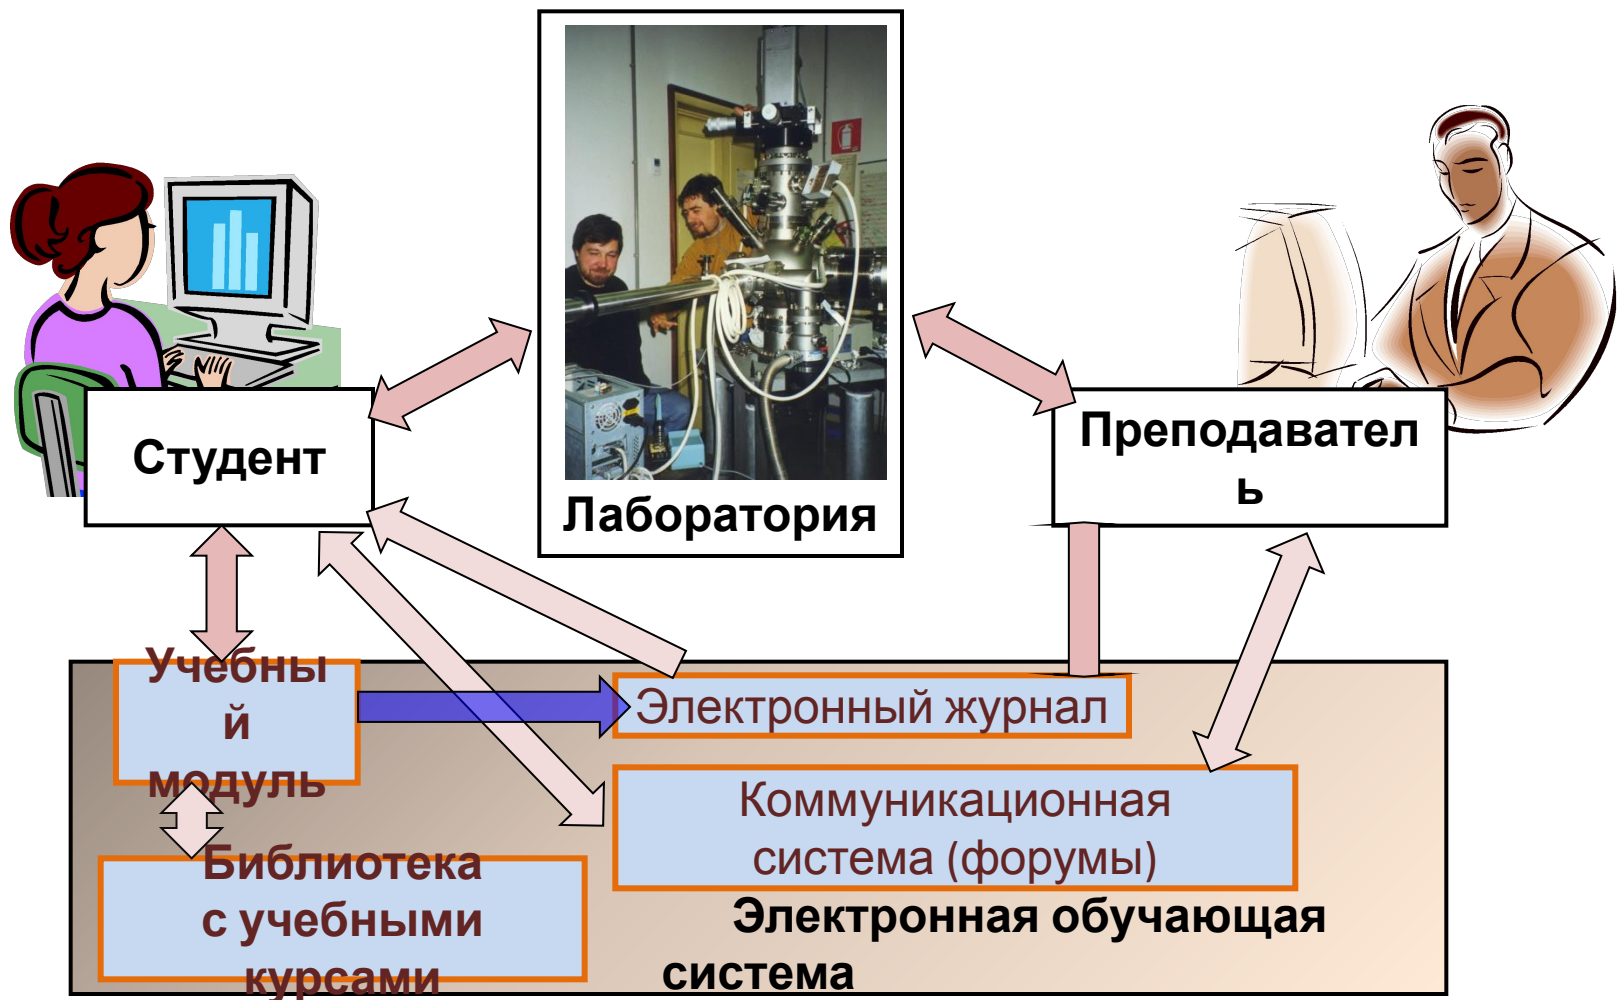 Студент
Лаборатория
Преподавател
ь
Учебны
й
модуль
Электронный журнал
Коммуникационная
система (форумы)
Библиотека
с учебными
курсами
Электронная обучающая
система